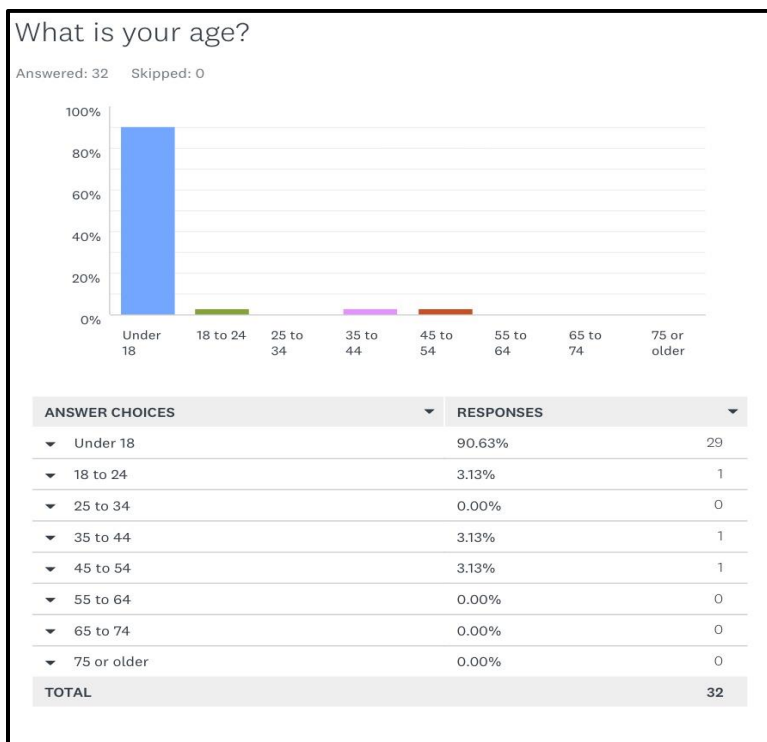 What is your age?
Answered: 32 Skipped: 0
100%
80%
60%
40%
20%
0%
Under 18 18 to 24 25 to 34 35 to 44 45 to 54 55 to 64 65 to 74 75 or older
ANSWER CHOICES RESPONSES
Under 18 90.63% 29
18 to 24 3.13% 1
25 to 34 0.00% 0
35 to 44 3.13% 1
45 to 54 3.13% 1
55 to 64 0.00% 0
65 to 74 0.00% 0
75 or older 0.00% 0
TOTAL 32